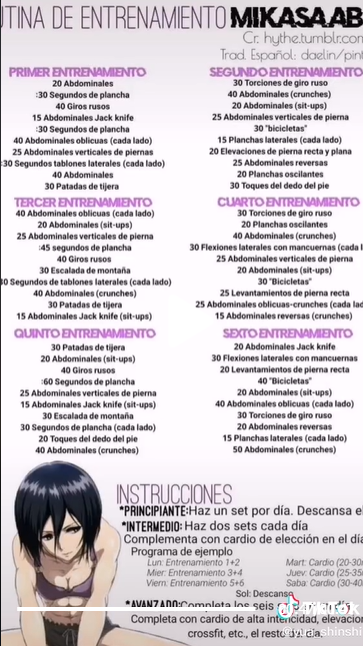 UTINA DE ENTRENAMIENTO MIKASA AB
Cr. hythe.tumblr.com
Trad. Español: daelin/pint
PRIMER ENTRENAMIENTO
20 Abdominales
:30 Segundos de plancha
40 Giros rusos
15 Abdominales Jack knife
:30 Segundos de plancha
40 Abdominales oblicuas (cada lado)
25 Abdominales verticales de piernas
:30 Segundos tablones laterales (cada lado)
40 Abdominales
30 Patadas de tijera
SEGUNDO ENTRENAMIENTO
30 Torciones de giro ruso
40 Abdominales (crunches)
20 Abdominales (sit-ups)
25 Abdominales verticales de pierna
30 "bicicletas"
15 Planchas laterales (cada lado)
20 Elevaciones de pierna recta y plana
25 Abdominales reversas
20 Planchas oscilantes
30 Toques del dedo del pie
TERCER ENTRENAMIENTO
40 Abdominales oblicuas (cada lado)
20 Abdominales (sit-ups)
25 Abdominales verticales de pierna
:45 segundos de plancha
40 Giros rusos
30 Escalada de montaña
30 Segundos de tablones laterales (cada lado)
40 Abdominales (crunches)
30 Patadas de tijera
15 Abdominales Jack knife (sit-ups)
CUARTO ENTRENAMIENTO
30 Torciones de giro ruso
20 Planchas oscilantes
40 Abdominales (crunches)
30 Flexiones laterales con mancuernas (cada l
25 Abdominales verticales de pierna
30 "Bicicletas"
25 Levantamientos de pierna recta
20 Abdominales (sit-ups)
25 Abdominales oblicuas-crunches (cada lad
15 Abdominales reversas (crunches)
QUINTO ENTRENAMIENTO
30 Patadas de tijera
20 Abdominales (sit-ups)
40 Giros rusos
:60 Segundos de plancha
25 Abdominales verticales de pierna
15 Abdominales Jack knife (sit-ups)
30 Escalada de montaña
30 Segundos de plancha (cada lado)
20 Toques del dedo del pie
40 Abdominales (crunches)
SEXTO ENTRENAMIENTO
20 Abdominales Jack knife
30 Flexiones laterales con mancuernas
20 Levantamientos de pierna recta
40 "Bicicletas"
20 Abdominales (sit-ups)
40 Abdominales oblicuas (cada lado)
30 Torciones de giro ruso
20 Abdominales reversas
15 Planchas laterales (cada lado)
50 Abdominales (crunches)
INSTRUCCIONES
*PRINCIPIANTE: Haz un set por día. Descansa el
*INTERMEDIO: Haz dos sets cada día
Complementa con cardio de elección en el día
Programa de ejemplo
Lun: Entrenamiento 1+2 Mart: Cardio (20-30
Mier: Entrenamiento 3+4 Juev: Cardio (25-35
Viern: Entrenamiento 5+6 Saba: Cardio (30-40
Sol: Descanso
*AVANZADO: Completa los seis
Completa con cardio de alta intencidad, elevacion
crossfit, etc., el resto del día.
TikTok